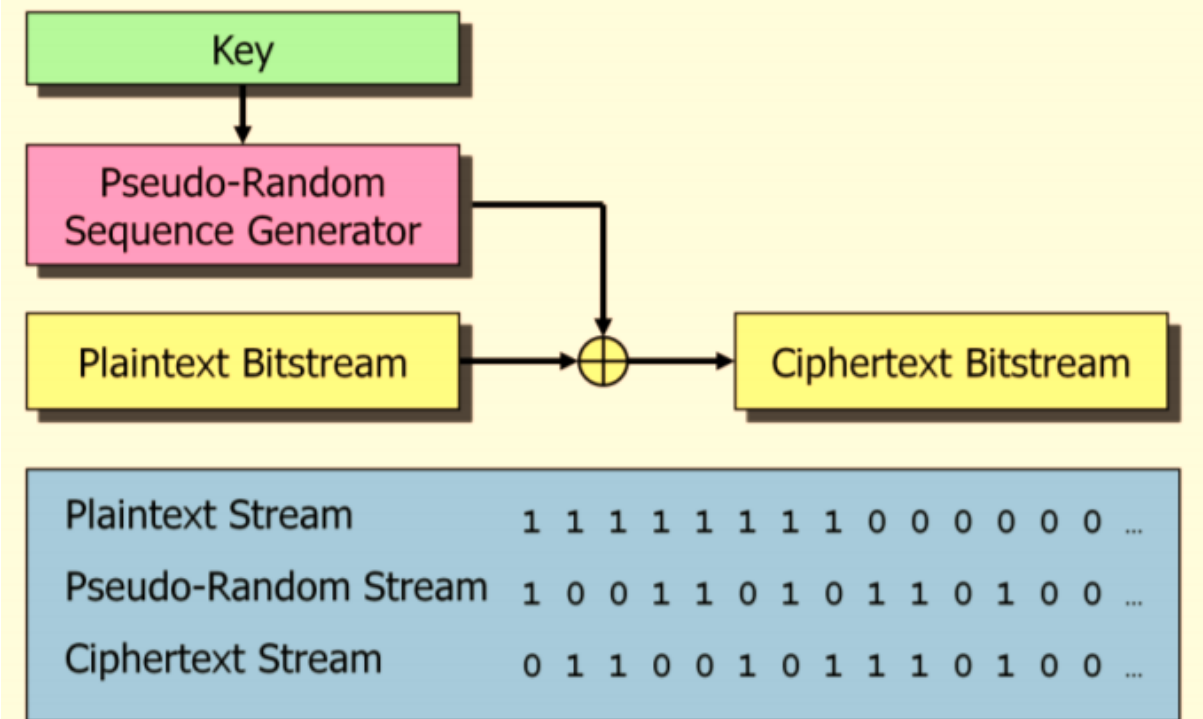 Key
Pseudo-Random
Sequence Generator
Plaintext Bitstream
Ciphertext Bitstream
Plaintext Stream 1 1 1 1 1 1 1 1 0 0 0 0 0 0 ...
Pseudo-Random Stream 1 0 0 1 1 0 1 0 1 1 0 1 0 0 ...
Ciphertext Stream 0 1 1 0 0 1 0 1 1 1 0 1 0 0 ...